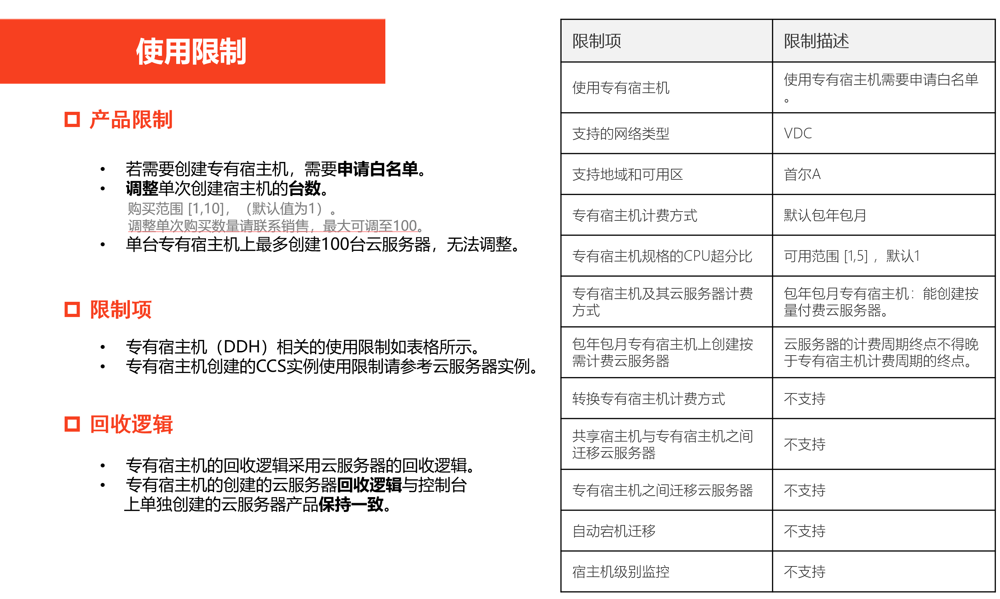 使用限制
产品限制
• 若需要创建专有宿主机，需要申请白名单。
• 调整单次创建宿主机的台数。
购买范围 [1,10]，（默认值为1）。
调整单次购买数量请联系销售，最大可调至100。
• 单台专有宿主机上最多创建100台云服务器，无法调整。
限制项
• 专有宿主机（DDH）相关的使用限制如表格所示。
• 专有宿主机创建的CCS实例使用限制请参考云服务器实例。
回收逻辑
• 专有宿主机的回收逻辑采用云服务器的回收逻辑。
• 专有宿主机的创建的云服务器回收逻辑与控制台
上单独创建的云服务器产品保持一致。
限制项 限制描述
使用专有宿主机 使用专有宿主机需要申请白名单
。
支持的网络类型 VDC
支持地域和可用区 首尔A
专有宿主机计费方式 默认包年包月
专有宿主机规格的CPU超分比 可用范围 [1,5] ，默认1
专有宿主机及其云服务器计费
方式
包年包月专有宿主机：能创建按
量付费云服务器。
包年包月专有宿主机上创建按
需计费云服务器
云服务器的计费周期终点不得晚
于专有宿主机计费周期的终点。
转换专有宿主机计费方式 不支持
共享宿主机与专有宿主机之间
迁移云服务器
不支持
专有宿主机之间迁移云服务器 不支持
自动宕机迁移 不支持
宿主机级别监控 不支持